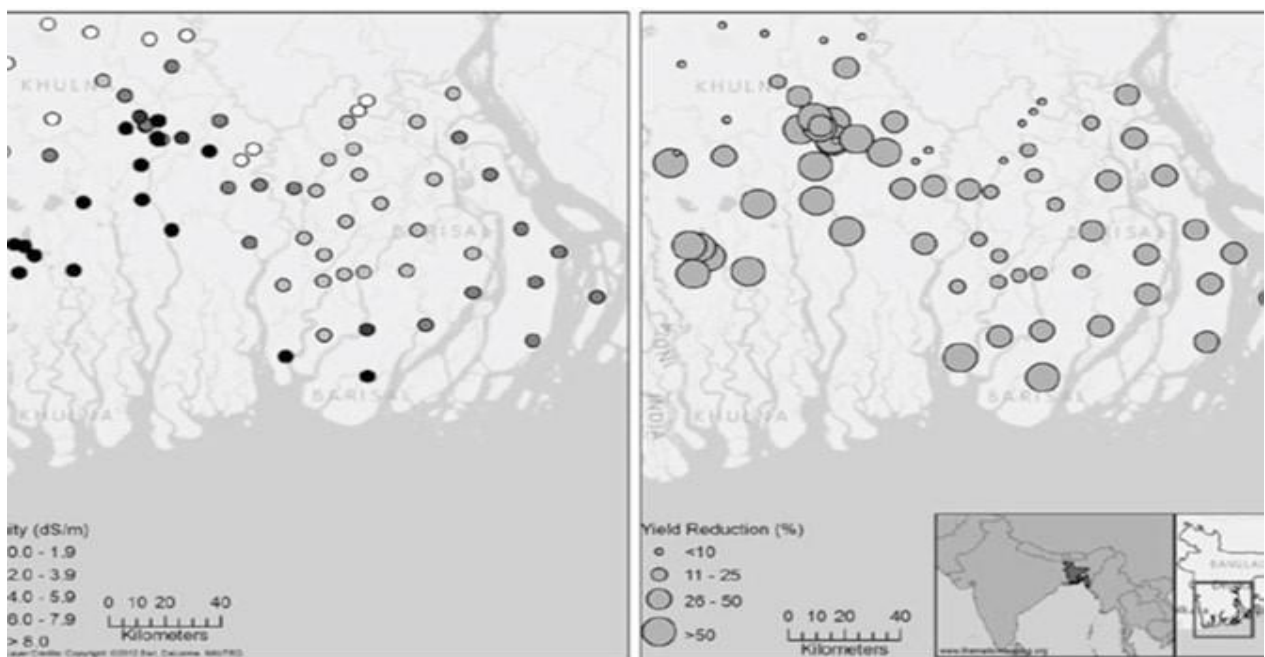 KHULNA
BARISAL
BARISAL
KHULNA
ity (dS/m)
0.0 - 1.9
2.0 - 3.9
4.0 - 5.9
6.0 - 7.9
> 8.0
0 10 20 40
Kilometers
KHULNA
BARISAL
INDIA
INDIA
BARISAL
KHULNA
Yield Reduction (%)
<10
11 - 25
26 - 50
>50
0 10 20 40
Kilometers